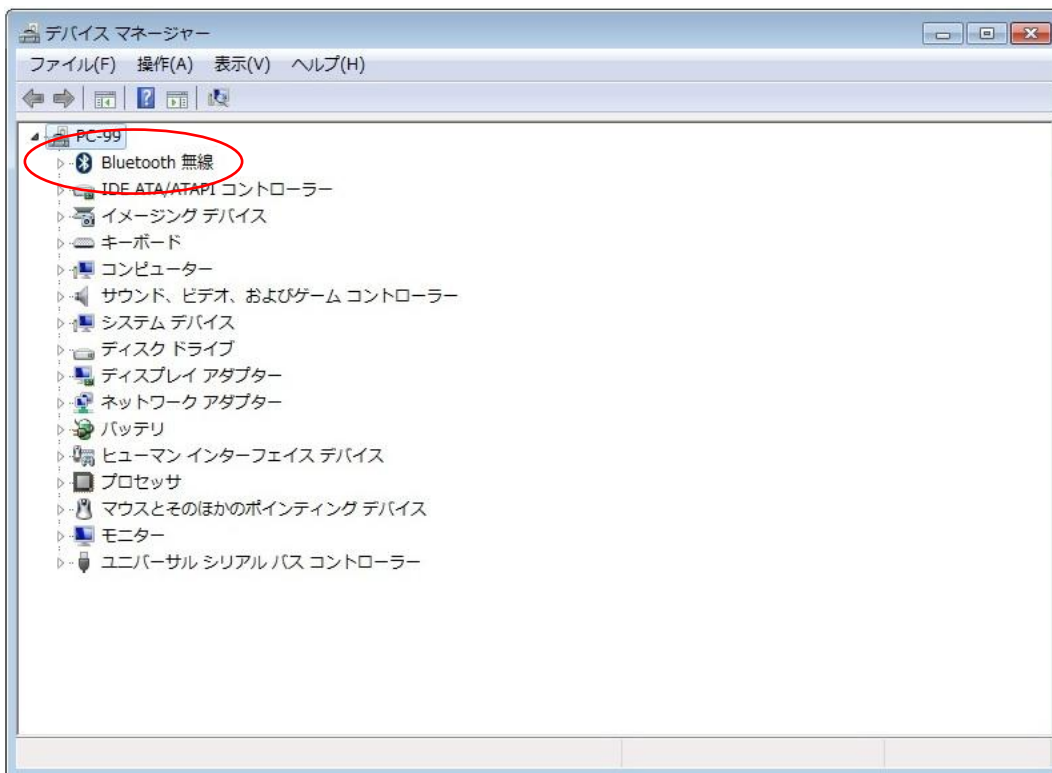 デバイス マネージャー
ファイル(F) 操作(A) 表示(V) ヘルプ(H)
PC-99
Bluetooth 無線
IDE ATA/ATAPI コントローラー
イメージング デバイス
キーボード
コンピューター
サウンド、ビデオ、およびゲーム コントローラー
システム デバイス
ディスク ドライブ
ディスプレイ アダプター
ネットワーク アダプター
バッテリ
ヒューマン インターフェイス デバイス
プロセッサ
マウスとそのほかのポインティング デバイス
モニター
ユニバーサル シリアル バス コントローラー